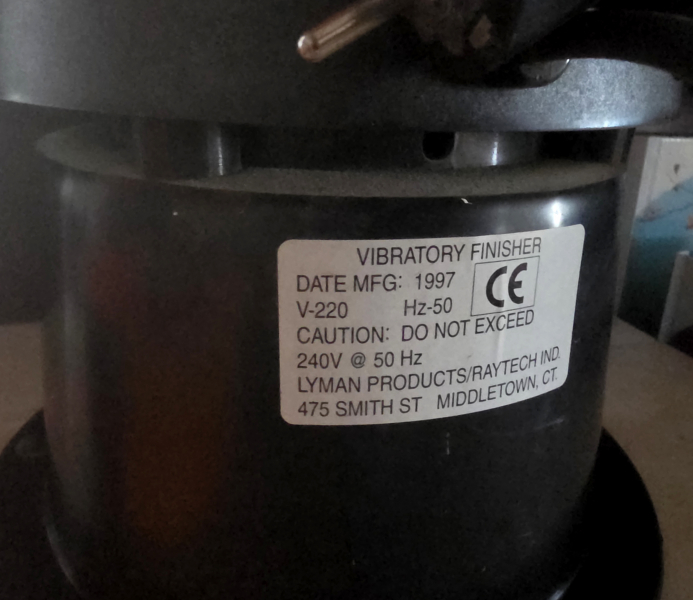 VIBRATORY FINISHER
DATE MFG: 1997 CE
V-220 Hz-50
CAUTION: DO NOT EXCEED
240V @ 50 Hz
LYMAN PRODUCTS/RAYTECH IND.
475 SMITH ST MIDDLETOWN, CT.